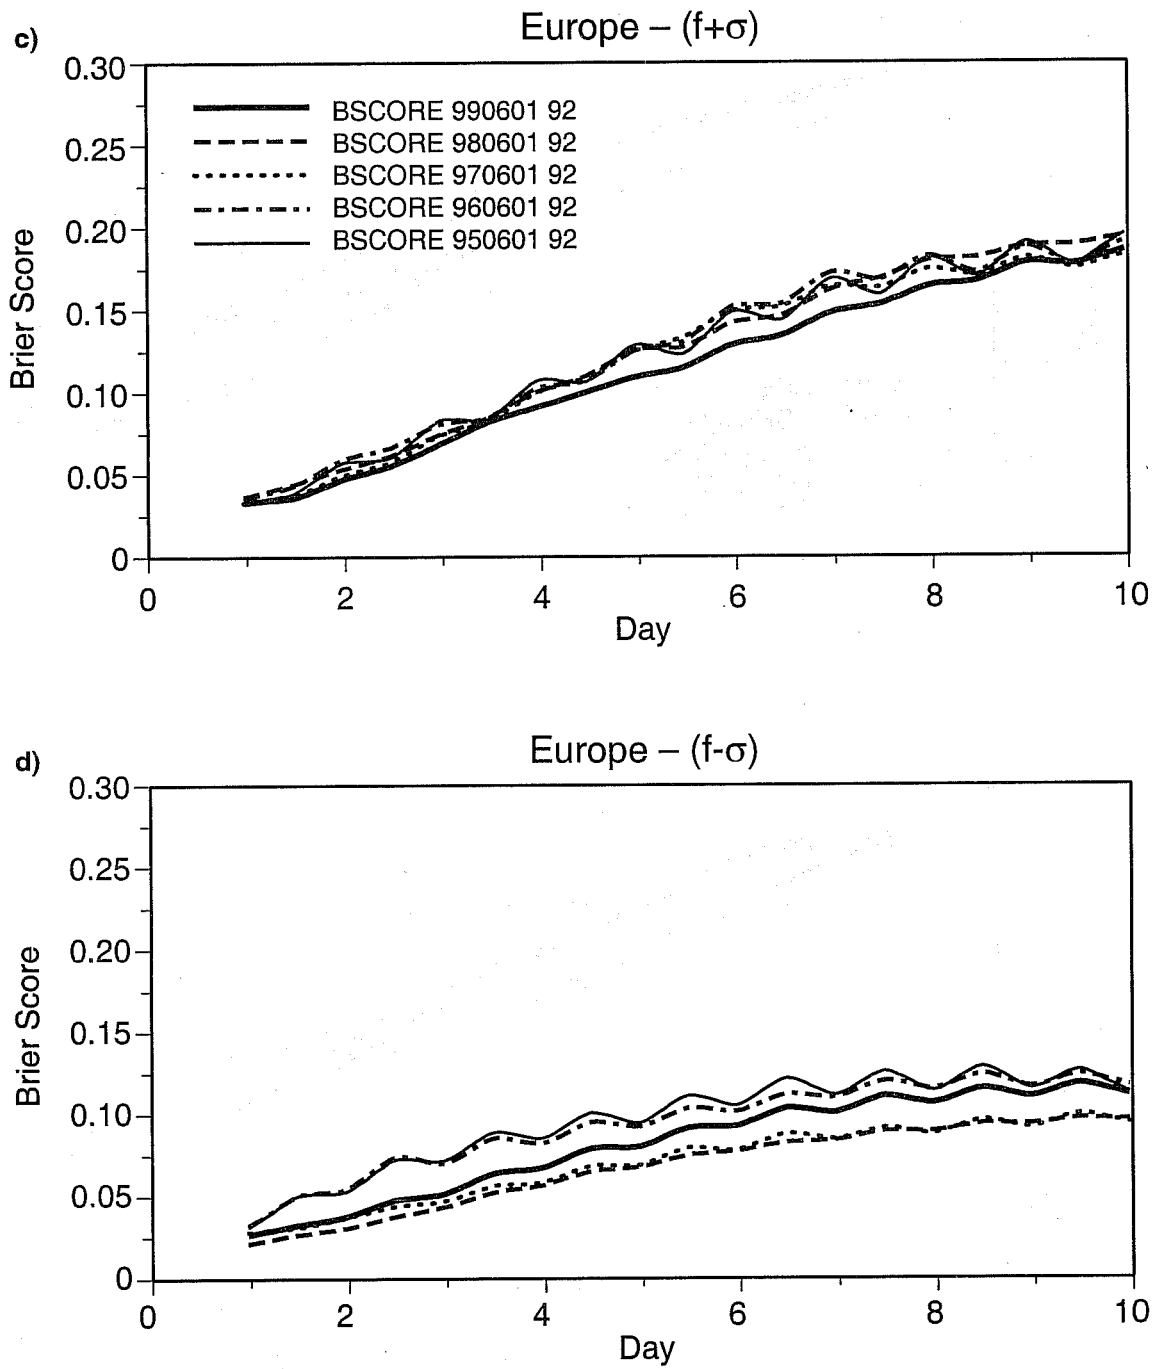 c)
Europe – (f+σ)
0.30
0.25
0.20
0.15
0.10
0.05
0
Brier Score
BSCORE 990601 92
BSCORE 980601 92
BSCORE 970601 92
BSCORE 960601 92
BSCORE 950601 92
0 2 4 6 8 10
Day
d)
Europe – (f-σ)
0.30
0.25
0.20
0.15
0.10
0.05
0
Brier Score
0 2 4 6 8 10
Day